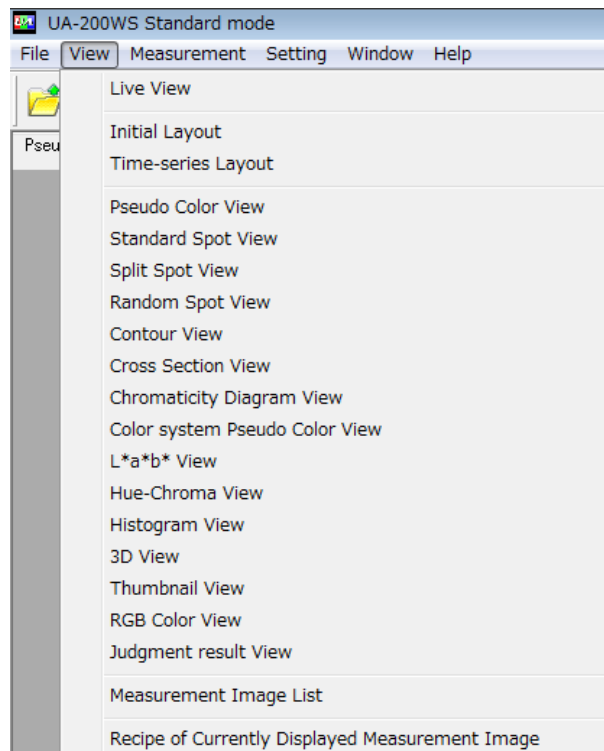 UA-200WS Standard mode
File View Measurement Setting Window Help
Live View
Initial Layout
Pseu
Time-series Layout
Pseudo Color View
Standard Spot View
Split Spot View
Random Spot View
Contour View
Cross Section View
Chromaticity Diagram View
Color system Pseudo Color View
L*a*b* View
Hue-Chroma View
Histogram View
3D View
Thumbnail View
RGB Color View
Judgment result View
Measurement Image List
Recipe of Currently Displayed Measurement Image